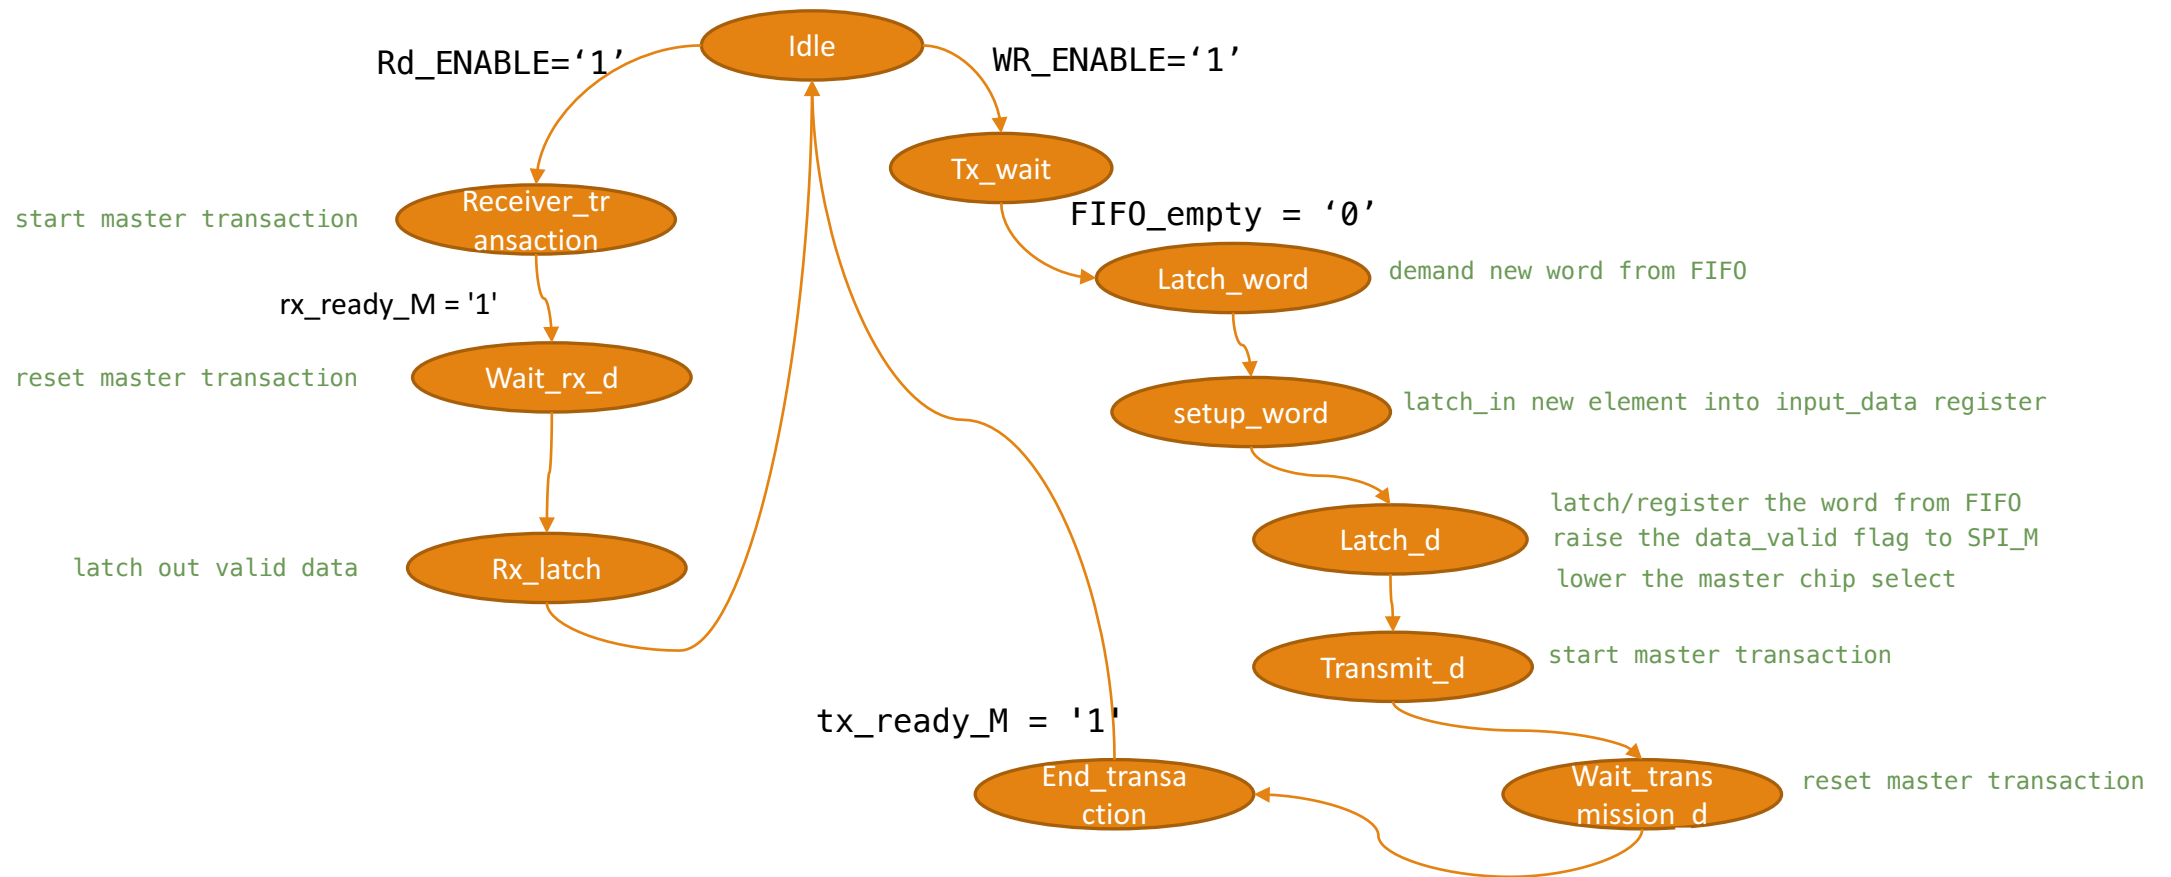 Idle
Rd_ENABLE=‘1’
WR_ENABLE=‘1’
Tx_wait
Receiver_tr
ansaction
start master transaction
FIFO_empty = ‘0’
Latch_word
demand new word from FIFO
rx_ready_M = '1'
Wait_rx_d
reset master transaction
setup_word
latch_in new element into input_data register
Latch_d
latch/register the word from FIFO
raise the data_valid flag to SPI_M
lower the master chip select
Rx_latch
latch out valid data
Transmit_d
start master transaction
tx_ready_M = '1'
End_transa
ction
Wait_trans
mission_d
reset master transaction